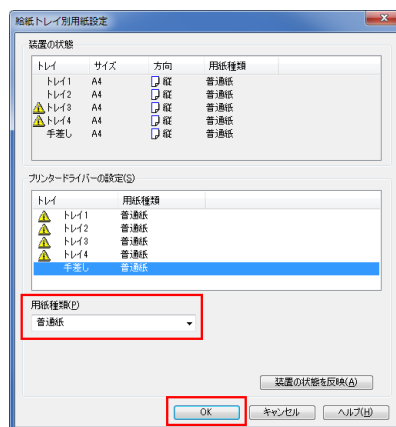 給紙トレイ別用紙設定
装置の状態
トレイ サイズ 方向 用紙種類
トレイ1 A4 縦 普通紙
トレイ2 A4 縦 普通紙
トレイ3 A4 縦 普通紙
トレイ4 A4 縦 普通紙
手差し A4 縦 普通紙
プリンタードライバーの設定(S)
トレイ 用紙種類
トレイ1 普通紙
トレイ2 普通紙
トレイ3 普通紙
トレイ4 普通紙
手差し 普通紙
用紙種類(P)
普通紙
装置の状態を反映(A)
OK キャンセル ヘルプ(H)